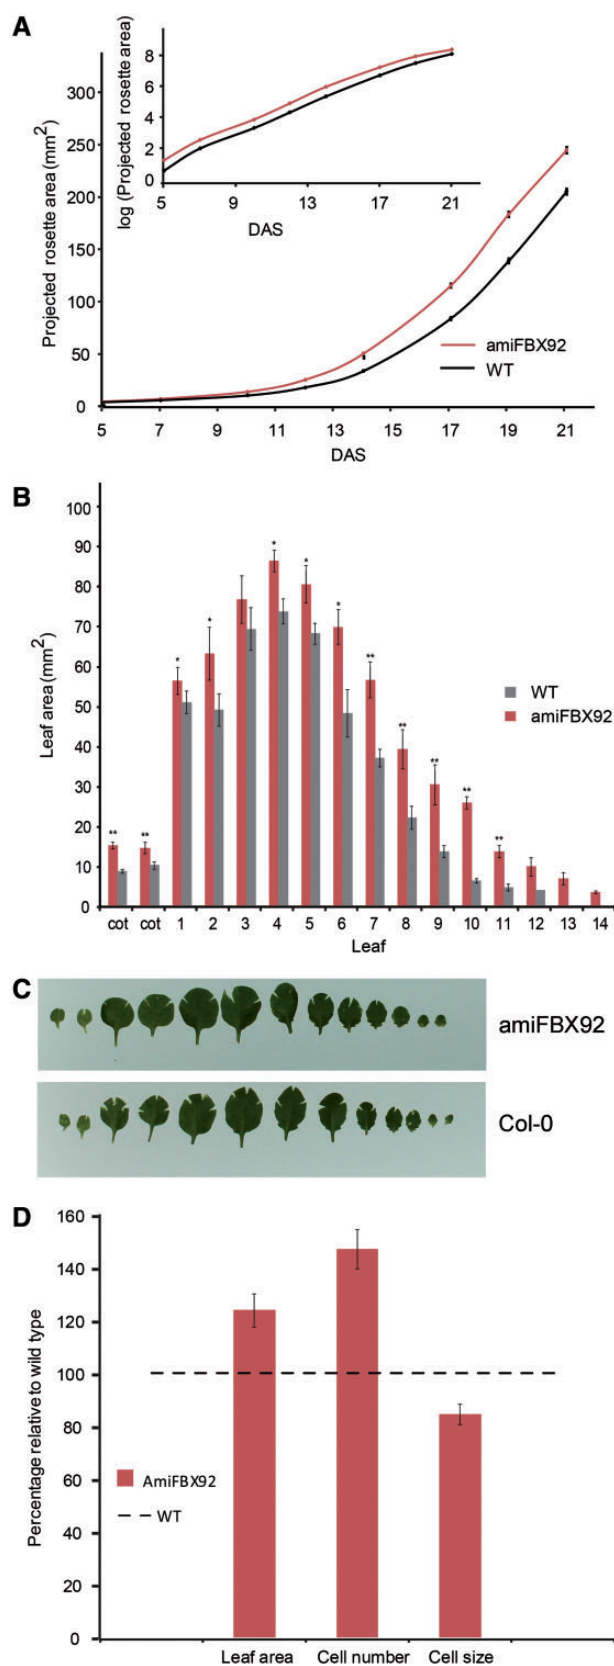 A
log (Projected rosette area)
8
6
4
2
0
5 9 13 17 21
DAS
Projected rosette area (mm2)
300
250
200
150
100
50
0
amiFBX92
WT
5 7 9 11 13 15 17 19 21
DAS
B
Leaf area (mm2)
100
90
80
70
60
50
40
30
20
10
0
** ** * * * * * ** ** ** ** **
WT
amiFBX92
cot cot 1 2 3 4 5 6 7 8 9 10 11 12 13 14
Leaf
C
amiFBX92
Col-0
D
Percentage relative to wild type
160
140
120
100
80
60
40
20
0
AmiFBX92
WT
Leaf area Cell number Cell size